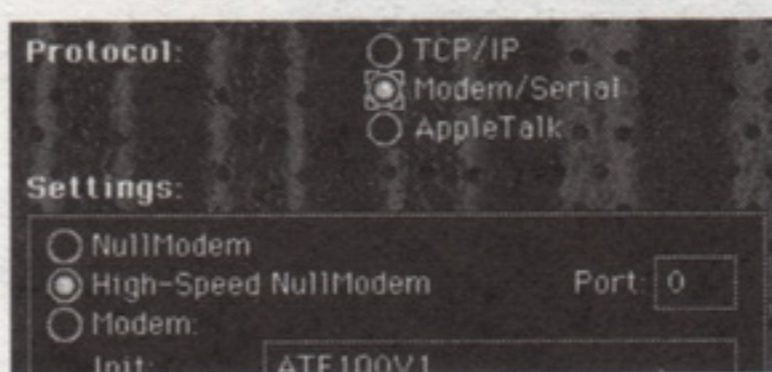 Protocol:
TCP/IP
Modem/Serial
AppleTalk
Settings:
NullModem
High-Speed NullModem
Port: 0
Modem:
Init: ATE100V1